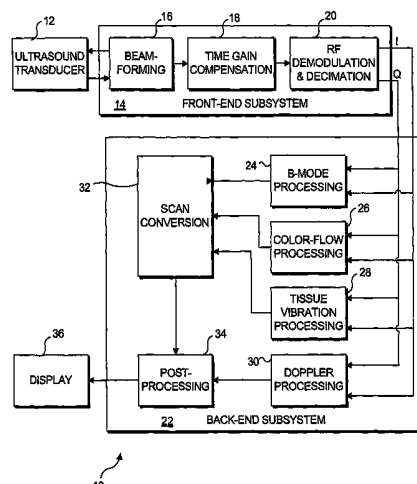 12
16
18
20
ULTRASOUND
TRANSDUCER
BEAM-
FORMING
TIME GAIN
COMPENSATION
RF
DEMODULATION
& DECIMATION
I
Q
14
FRONT-END SUBSYSTEM
32
SCAN
CONVERSION
24
B-MODE
PROCESSING
26
COLOR-FLOW
PROCESSING
28
TISSUE
VIBRATION
PROCESSING
36
DISPLAY
34
POST-
PROCESSING
30
DOPPLER
PROCESSING
22
BACK-END SUBSYSTEM